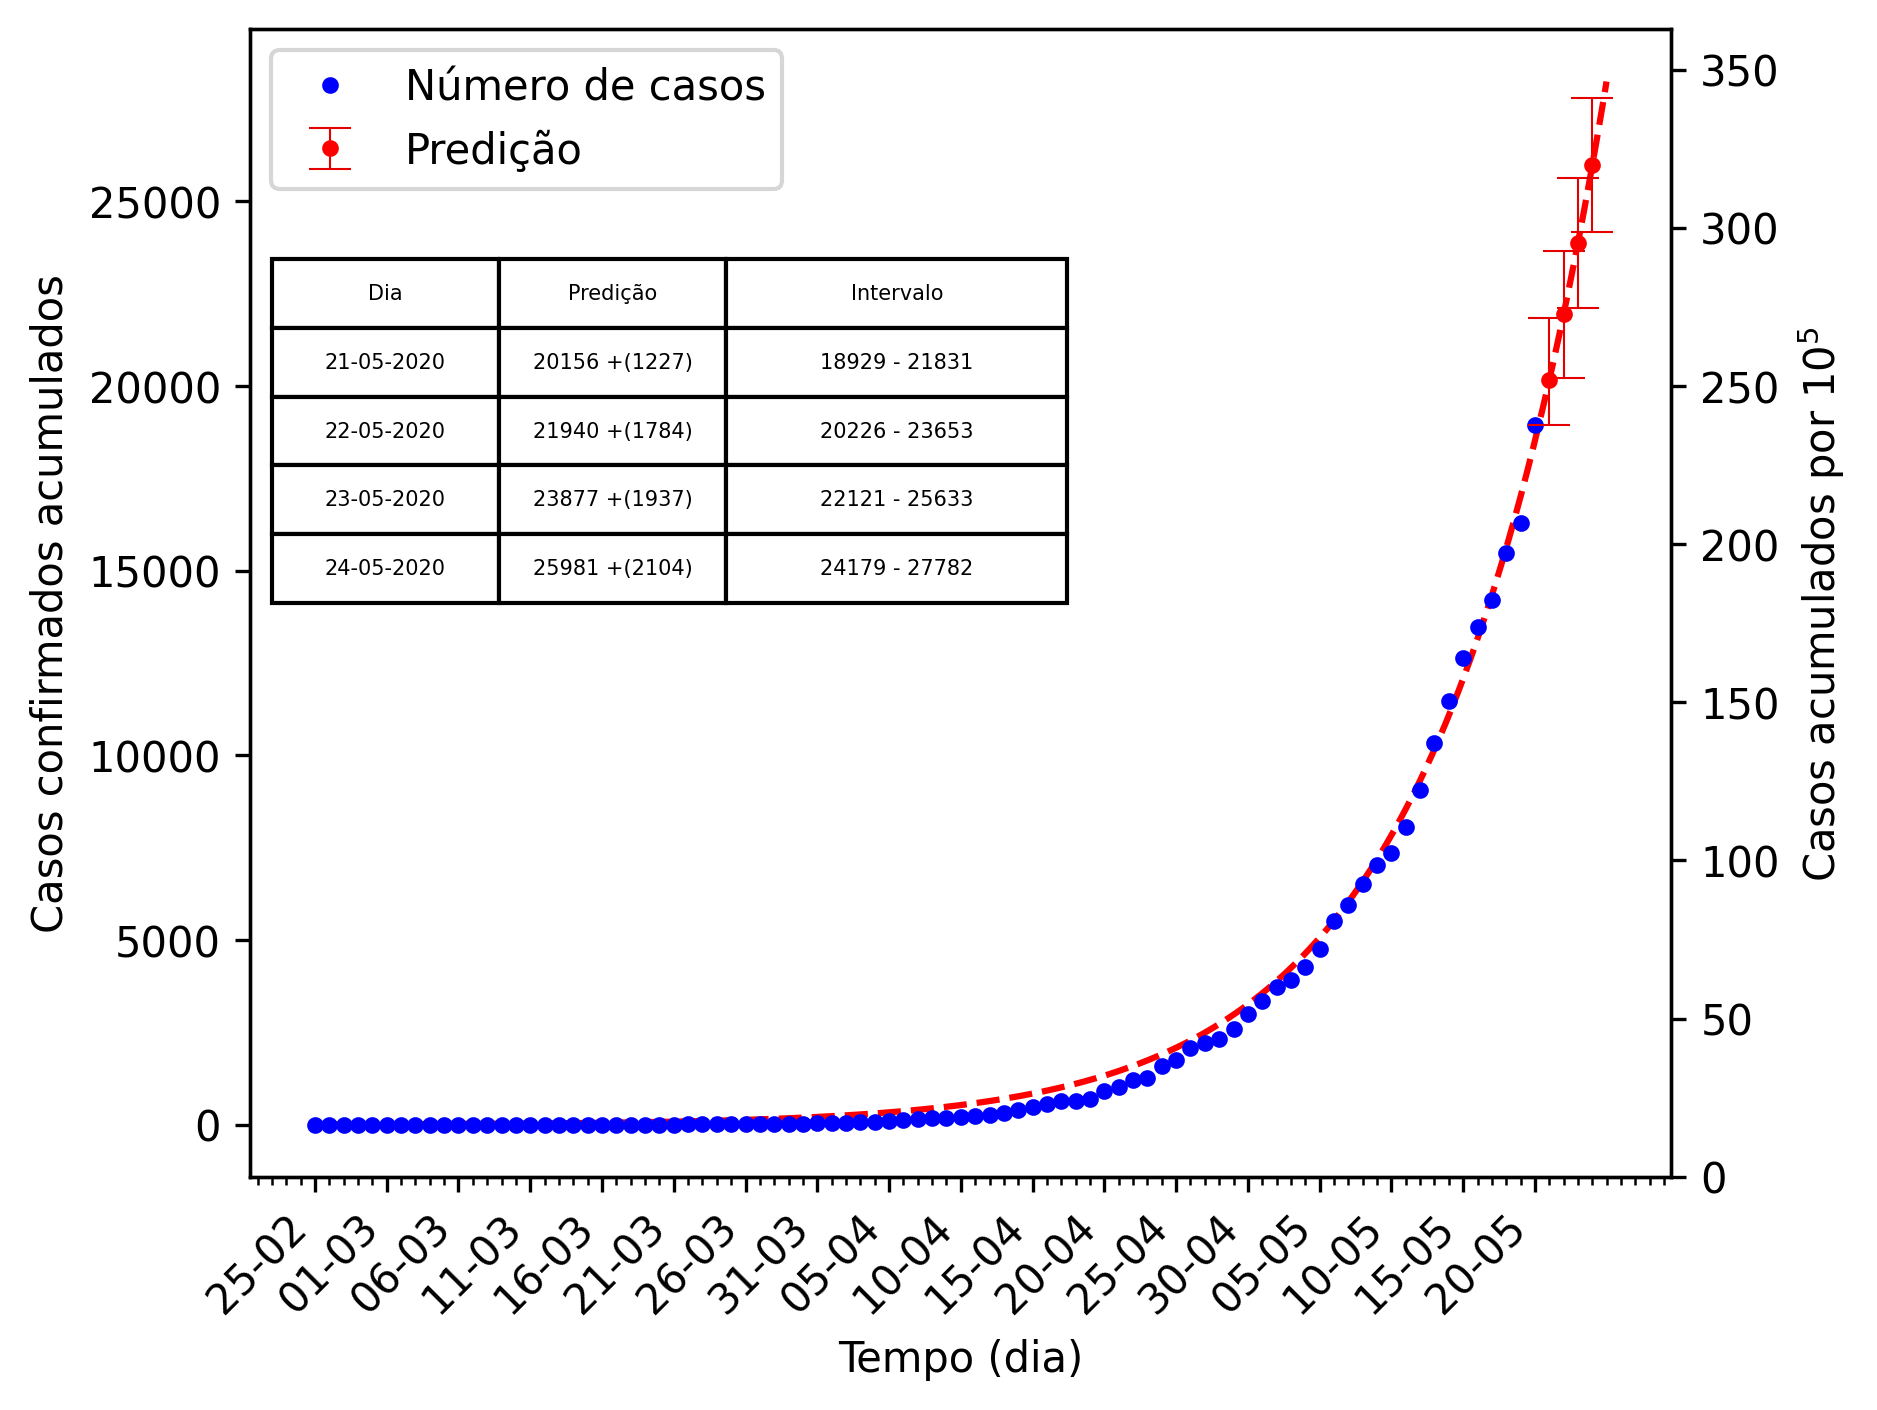 Número de casos
Predição
Dia Predição Intervalo
21-05-2020 20156 +(1227) 18929 - 21831
22-05-2020 21940 +(1784) 20226 - 23653
23-05-2020 23877 +(1937) 22121 - 25633
24-05-2020 25981 +(2104) 24179 - 27782
Casos confirmados acumulados
25000
20000
15000
10000
5000
0
350
300
250
200
150
100
50
0
Casos acumulados por 10⁵
25-02 01-03 06-03 11-03 16-03 21-03 26-03 31-03 05-04 10-04 15-04 20-04 25-04 30-04 05-05 10-05 15-05 20-05
Tempo (dia)